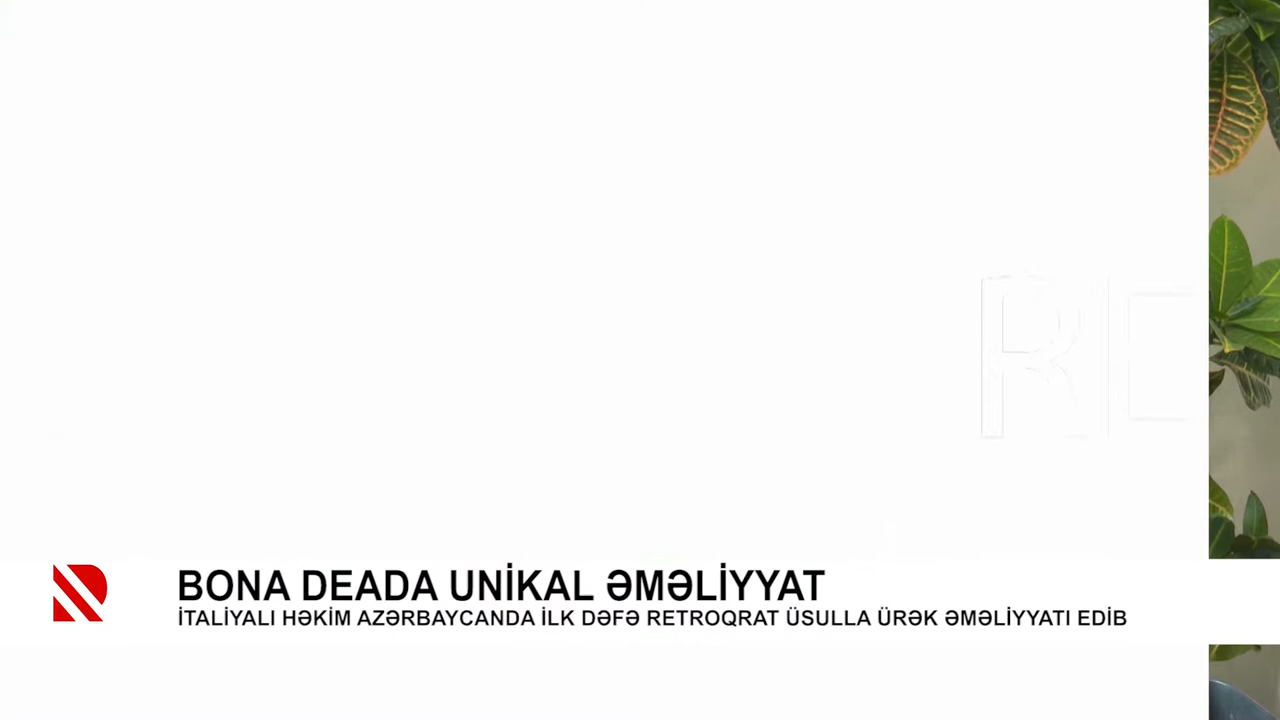 BONA DEADA UNİKAL ƏMƏLİYYAT
İTALİYALI HƏKİM AZƏRBAYCANDA İLK DƏFƏ RETROQRAT ÜSULLA ÜRƏK ƏMƏLİYYATI EDİB